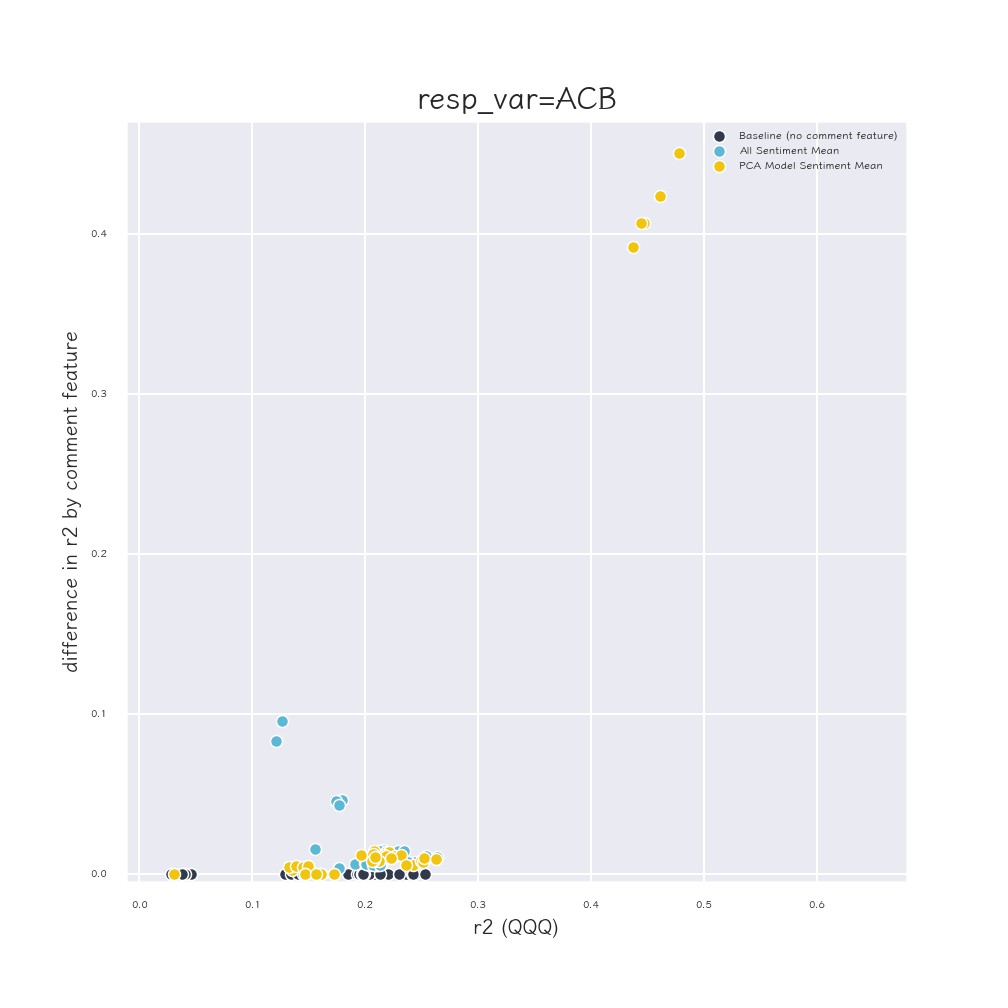 resp_var=ACB
Baseline (no comment feature)
All Sentiment Mean
PCA Model Sentiment Mean
difference in r2 by comment feature
0.4
0.3
0.2
0.1
0.0
0.0 0.1 0.2 0.3 0.4 0.5 0.6
r2 (QQQ)